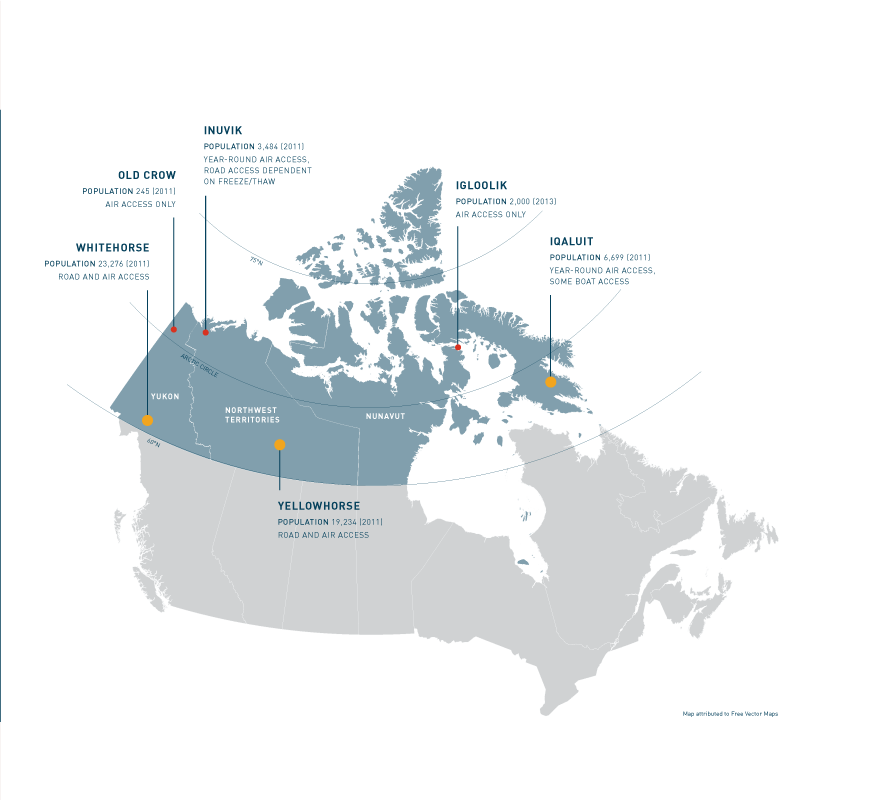 INUVIK
POPULATION 3,484 (2011)
YEAR-ROUND AIR ACCESS,
ROAD ACCESS DEPENDENT
ON FREEZE/THAW
OLD CROW
POPULATION 245 (2011)
AIR ACCESS ONLY
IGLOOLIK
POPULATION 2,000 (2013)
AIR ACCESS ONLY
WHITEHORSE
POPULATION 23,276 (2011)
ROAD AND AIR ACCESS
IQALUIT
POPULATION 6,699 (2011)
YEAR-ROUND AIR ACCESS,
SOME BOAT ACCESS
75°N
ARCTIC CIRCLE
YUKON
NORTHWEST
TERRITORIES
NUNAVUT
60°N
YELLOWHORSE
POPULATION 19,234 (2011)
ROAD AND AIR ACCESS
Map attributed to Free Vector Maps